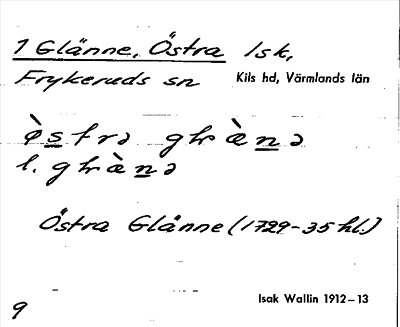 1 Glänne, Östra lsk,
Frykeruds sn Kils hd, Värmlands län
l.
Östra Glänne (1729-35 hl.)
Isak Wallin 1912–13
9